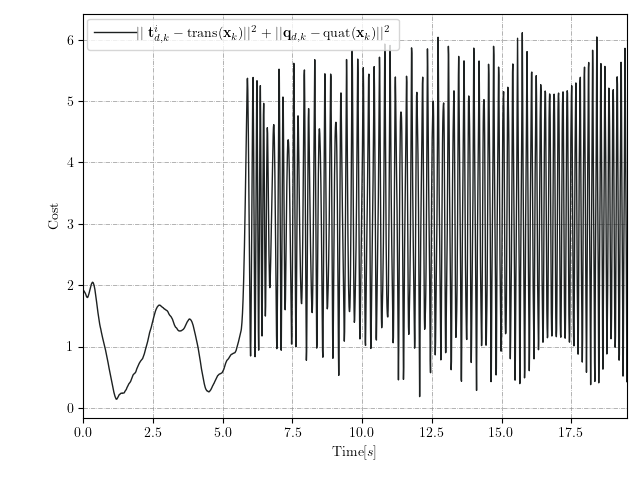 || t^i_{d,k} − trans(x_k)||² + ||q_{d,k} − quat(x_k)||²
6
5
4
3
2
1
0
Cost
0.0 2.5 5.0 7.5 10.0 12.5 15.0 17.5
Time[s]